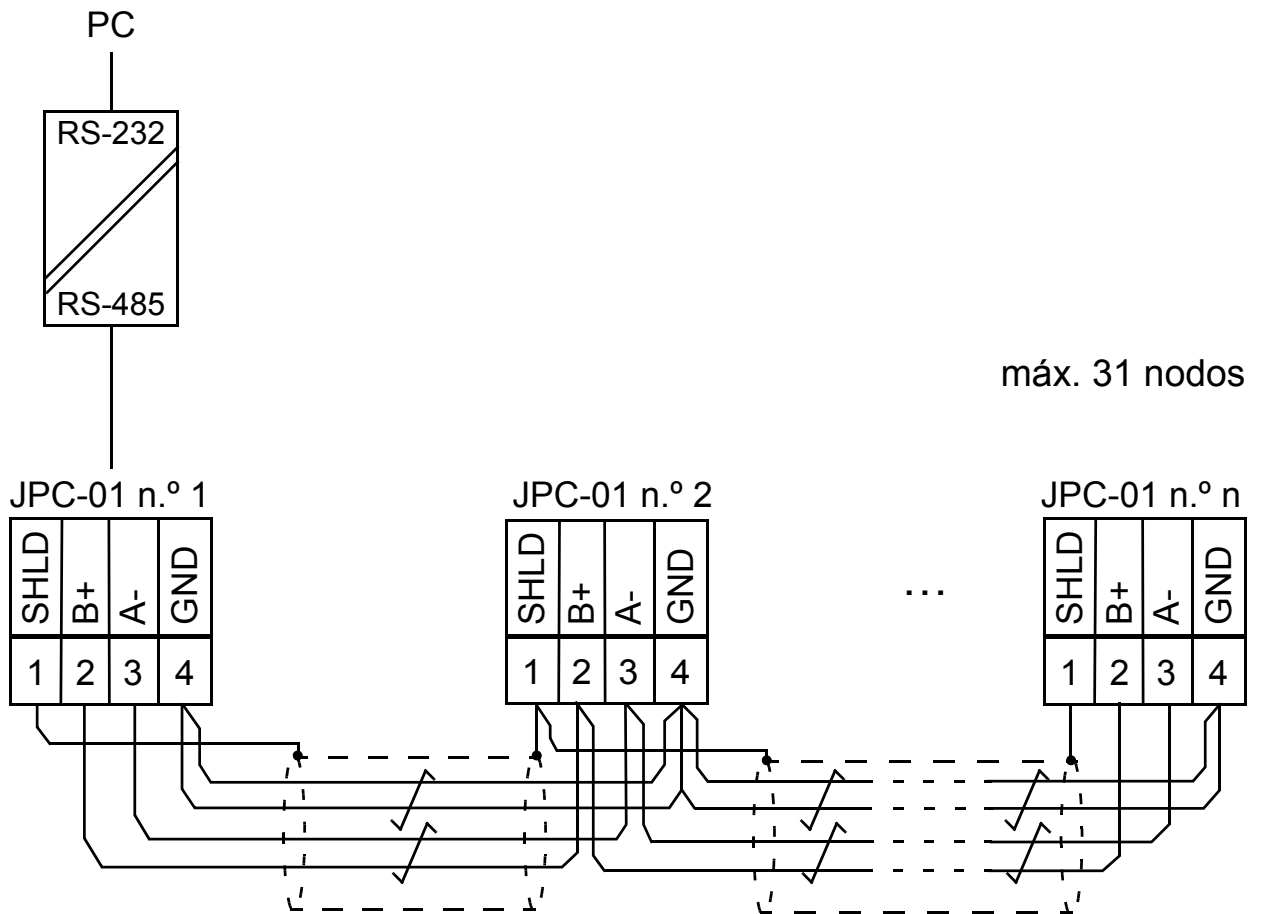 PC
RS-232
RS-485
máx. 31 nodos
JPC-01 n.º 1
SHLD B+ A- GND
1 2 3 4
JPC-01 n.º 2
SHLD B+ A- GND
1 2 3 4
...
JPC-01 n.º n
SHLD B+ A- GND
1 2 3 4